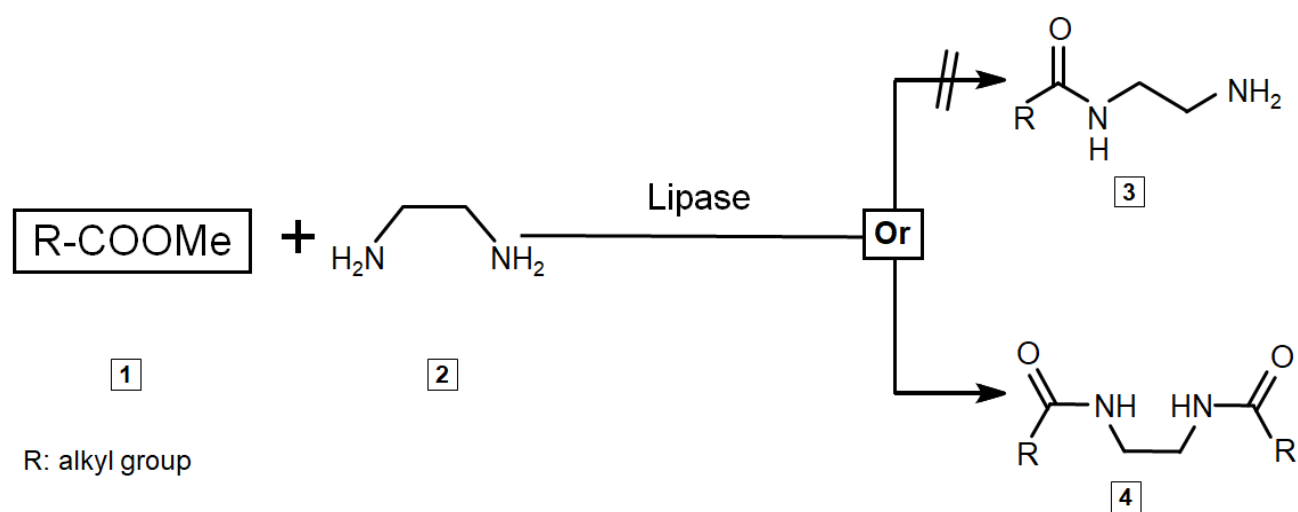 R-COOMe
+
H₂N
NH₂
Lipase
Or
O
R
N
H
NH₂
3
O
R
NH
HN
O
R
4
1
2
R: alkyl group